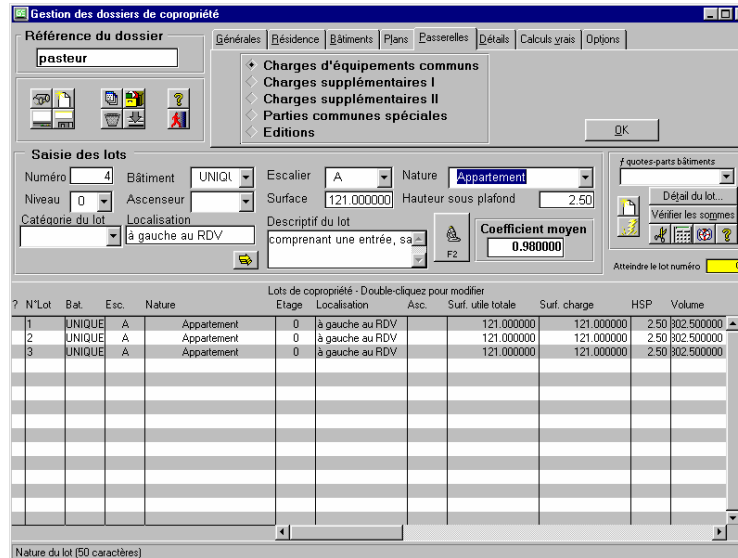 Gestion des dossiers de copropriété
Référence du dossier
pasteur
Générales Résidence Bâtiments Plans Passerelles Détails Calculs vrais Options
Charges d'équipements communs
Charges supplémentaires I
Charges supplémentaires II
Parties communes spéciales
Editions
OK
Saisie des lots
Numéro 4 Bâtiment UNIQU Escalier A Nature Appartement
Niveau 0 Ascenseur Surface 121.000000 Hauteur sous plafond 2.50
Catégorie du lot Localisation Descriptif du lot
à gauche au RDV comprenant une entrée, sa
F2
Coefficient moyen
0.980000
quotes-parts bâtiments
Détail du lot...
Vérifier les sommes
Atteindre le lot numéro
Lots de copropriété - Double-cliquez pour modifier
? N°Lot Bat. Esc. Nature Etage Localisation Asc. Surf. utile totale Surf. charge HSP Volume
1 UNIQUE A Appartement 0 à gauche au RDV 121.000000 121.000000 2.50 302.500000
2 UNIQUE A Appartement 0 à gauche au RDV 121.000000 121.000000 2.50 302.500000
3 UNIQUE A Appartement 0 à gauche au RDV 121.000000 121.000000 2.50 302.500000
Nature du lot (50 caractères)